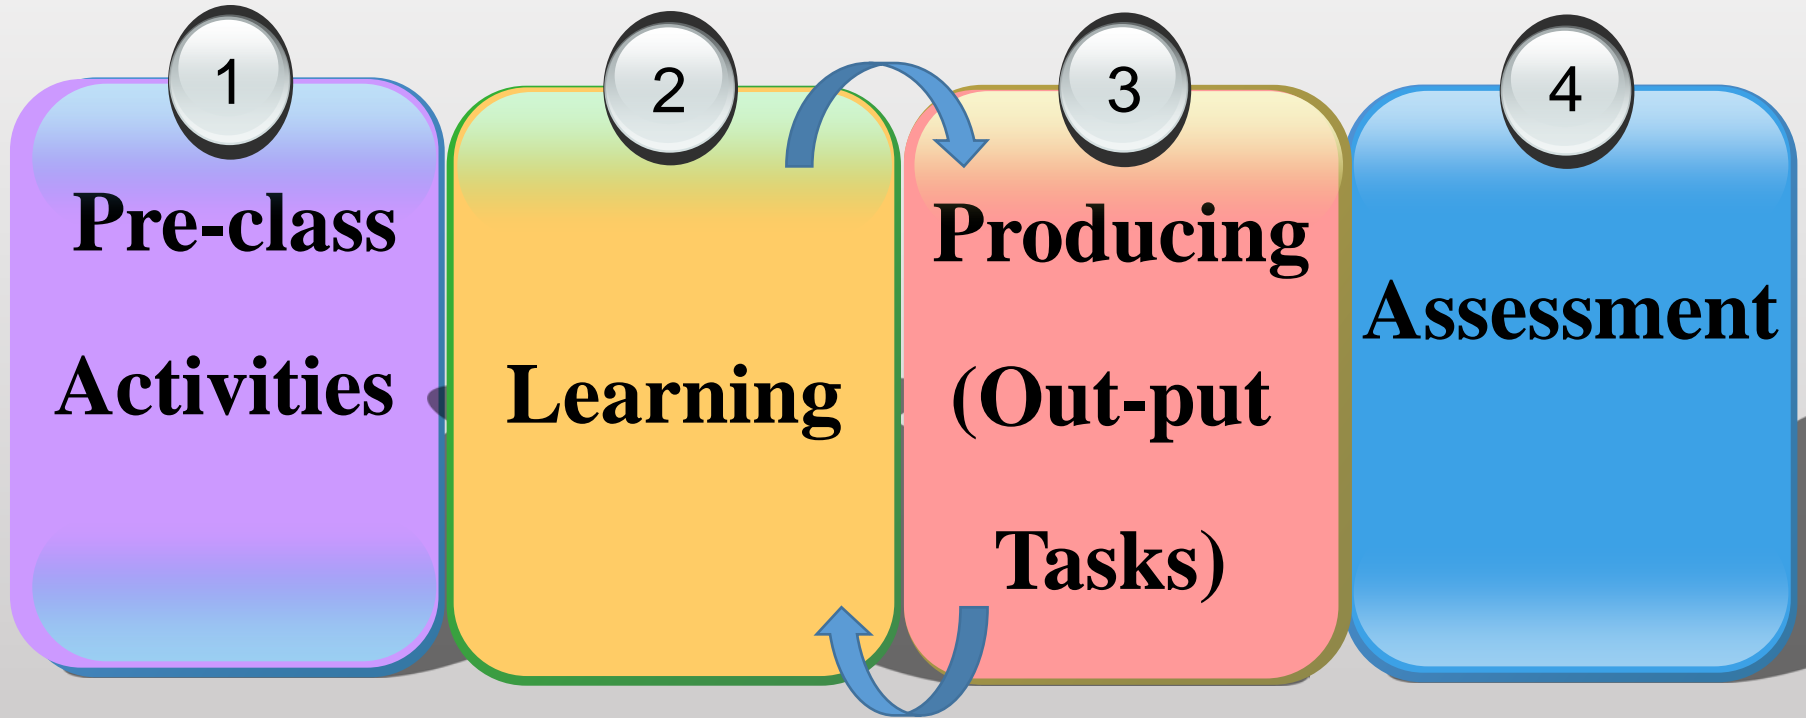 1
Pre-class
Activities
2
Learning
3
Producing
(Out-put
Tasks)
4
Assessment